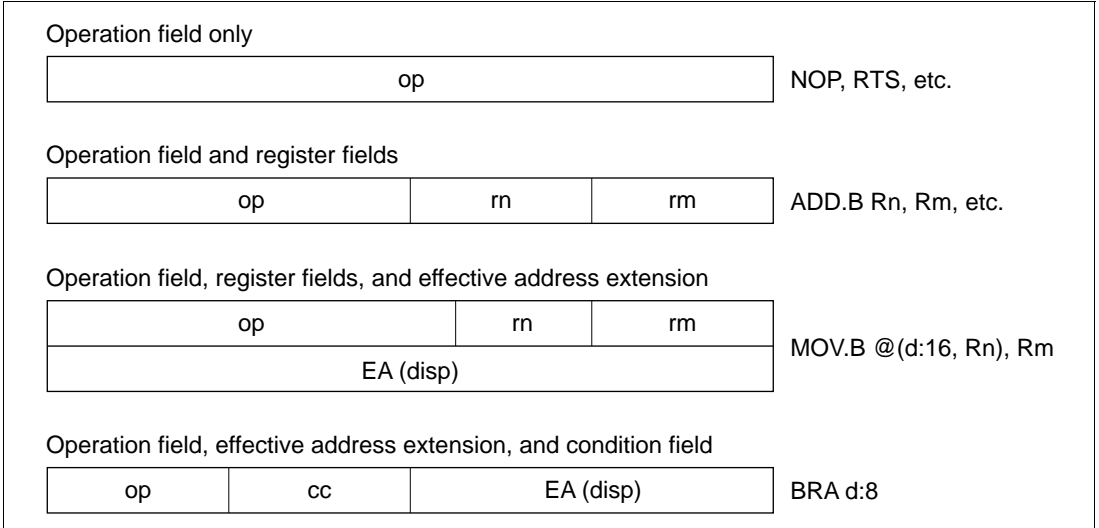 Operation field only
op NOP, RTS, etc.
Operation field and register fields
op rn rm ADD.B Rn, Rm, etc.
Operation field, register fields, and effective address extension
op rn rm
MOV.B @(d:16, Rn), Rm
EA (disp)
Operation field, effective address extension, and condition field
op cc EA (disp) BRA d:8